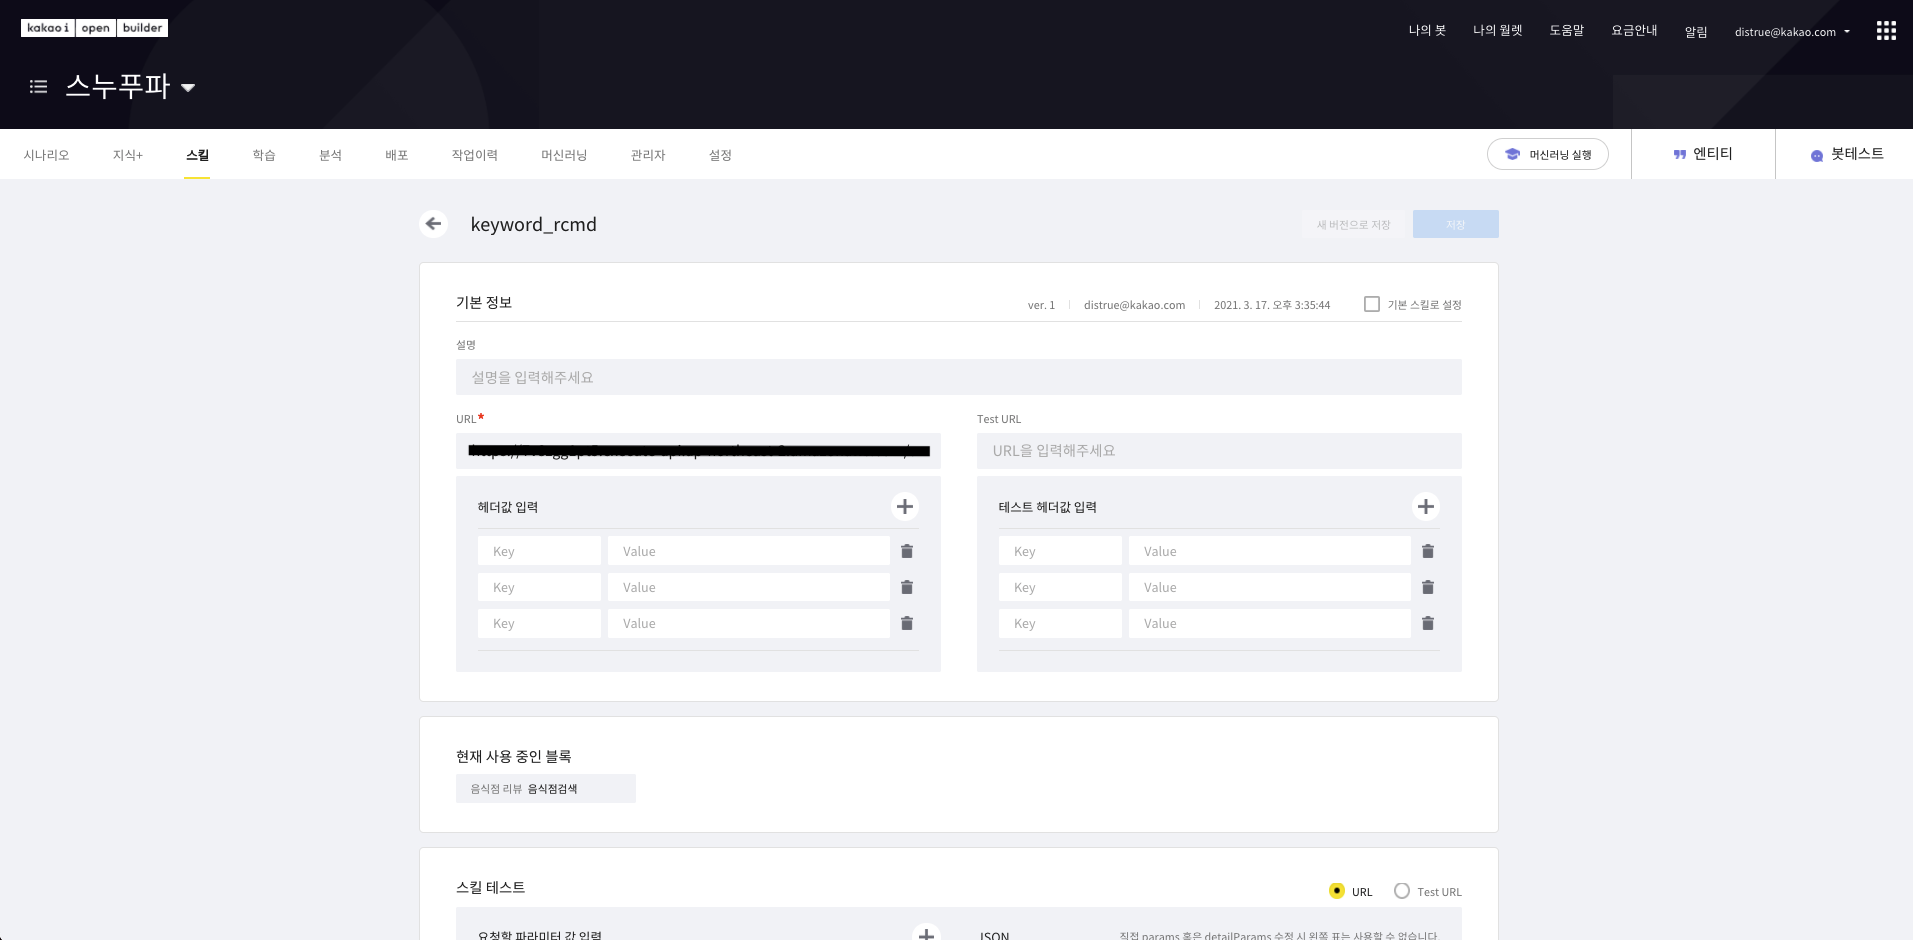 kakao i open builder
나의 봇 나의 월렛 도움말 요금안내 알림 distrue@kakao.com
스누푸파
시나리오 지식+ 스킬 학습 분석 배포 작업이력 머신러닝 관리자 설정 머신러닝 실행 엔티티 봇테스트
keyword_rcmd 새 버전으로 저장 저장
기본 정보 ver. 1 distrue@kakao.com 2021. 3. 17. 오후 3:35:44 기본 스킬로 설정
설명
설명을 입력해주세요
URL* Test URL
URL을 입력해주세요
헤더값 입력 테스트 헤더값 입력
Key Value Key Value
Key Value Key Value
Key Value Key Value
현재 사용 중인 블록
음식점 리뷰 음식점검색
스킬 테스트 URL Test URL
요청할 파라미터 값 입력 JSON 직접 params 혹은 detailParams 수정 시 왼쪽 표는 사용할 수 없습니다.